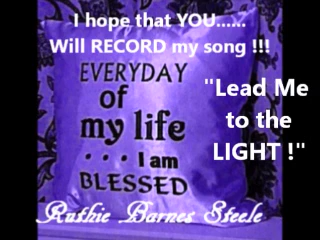 I hope that YOU......
Will RECORD my song !!!
EVERYDAY
of
my life
... I am
BLESSED
"Lead Me
to the
LIGHT !"
Ruthie Barnes Steele